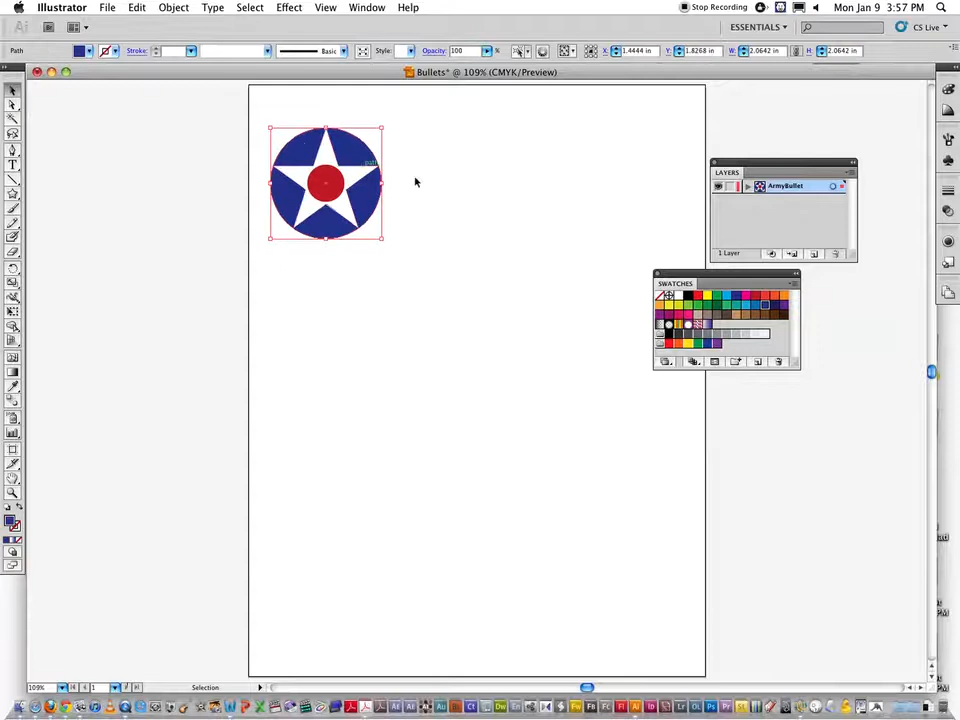 Illustrator File Edit Type Object Select Effect View Window Help
Stop Recording Mon Jan 9 3:57 PM
ESSENTIALS CS Live
Path Stroke: Basic Style: Opacity: 100 % X: 1.4444 in Y: 1.8268 in W: 2.0642 in H: 2.0642 in
Bullets* @ 109% (CMYK/Preview)
path
LAYERS
ArmyBullet
1 Layer
SWATCHES
109% 1 Selection